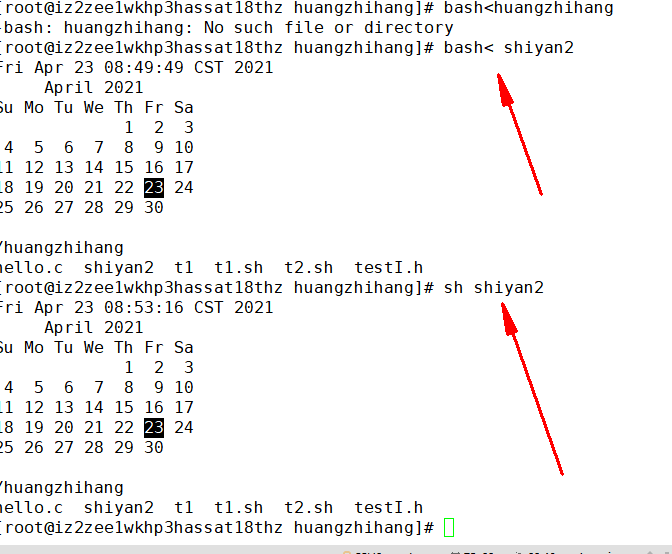 [root@iz2zee1wkhp3hassat18thz huangzhihang]# bash<huangzhihang
-bash: huangzhihang: No such file or directory
[root@iz2zee1wkhp3hassat18thz huangzhihang]# bash< shiyan2
Fri Apr 23 08:49:49 CST 2021
     April 2021
Su Mo Tu We Th Fr Sa
             1  2  3
 4  5  6  7  8  9 10
11 12 13 14 15 16 17
18 19 20 21 22 23 24
25 26 27 28 29 30

/huangzhihang
hello.c  shiyan2  t1  t1.sh  t2.sh  testI.h
[root@iz2zee1wkhp3hassat18thz huangzhihang]# sh shiyan2
Fri Apr 23 08:53:16 CST 2021
     April 2021
Su Mo Tu We Th Fr Sa
             1  2  3
 4  5  6  7  8  9 10
11 12 13 14 15 16 17
18 19 20 21 22 23 24
25 26 27 28 29 30

/huangzhihang
hello.c  shiyan2  t1  t1.sh  t2.sh  testI.h
[root@iz2zee1wkhp3hassat18thz huangzhihang]#